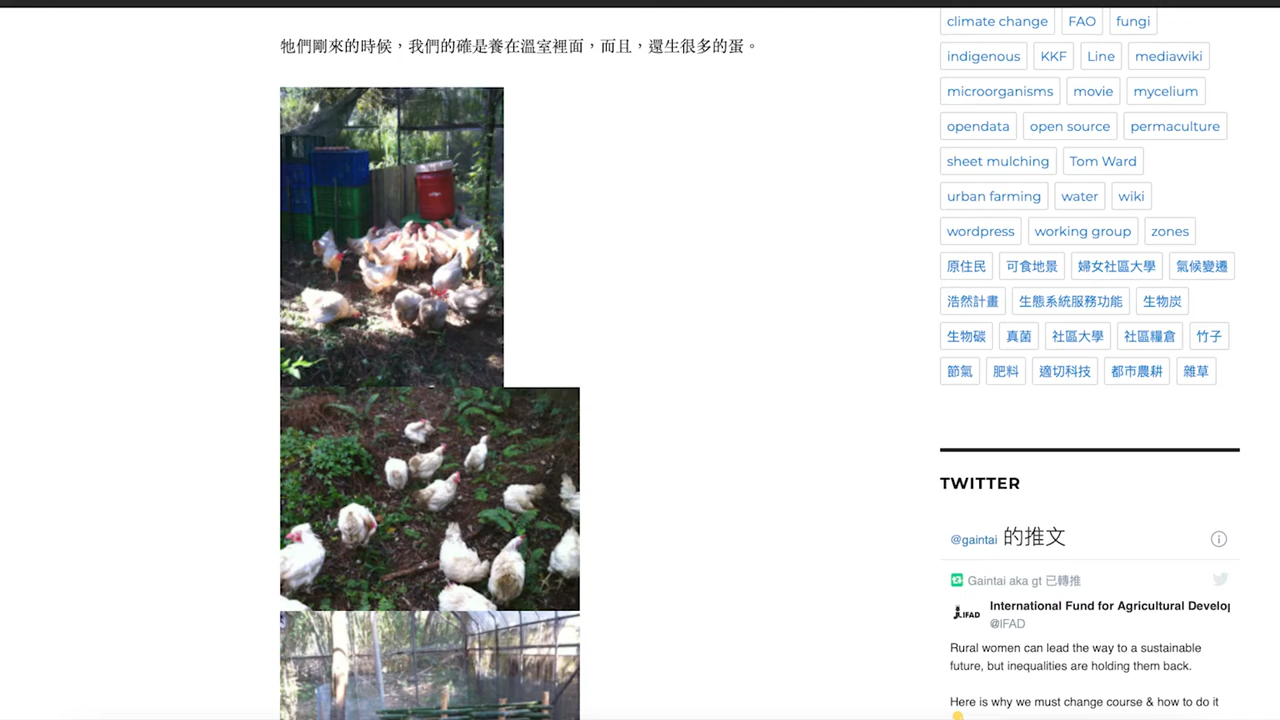 牠們剛來的時候，我們的確是養在溫室裡面，而且，還生很多的蛋。
climate change FAO fungi
indigenous KKF Line mediawiki
microorganisms movie mycelium
opendata open source permaculture
sheet mulching Tom Ward
urban farming water wiki
wordpress working group zones
原住民 可食地景 婦女社區大學 氣候變遷
浩然計畫 生態系統服務功能 生物炭
生物碳 真菌 社區大學 社區糧倉 竹子
節氣 肥料 適切科技 都市農耕 雜草
TWITTER
@gaintai 的推文
Gaintai aka gt 已轉推
International Fund for Agricultural Develop
@IFAD
Rural women can lead the way to a sustainable
future, but inequalities are holding them back.
Here is why we must change course & how to do it